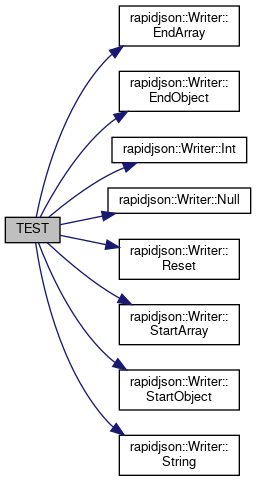 rapidjson::Writer::
EndArray
rapidjson::Writer::
EndObject
rapidjson::Writer::Int
rapidjson::Writer::Null
TEST
rapidjson::Writer::
Reset
rapidjson::Writer::
StartArray
rapidjson::Writer::
StartObject
rapidjson::Writer::
String